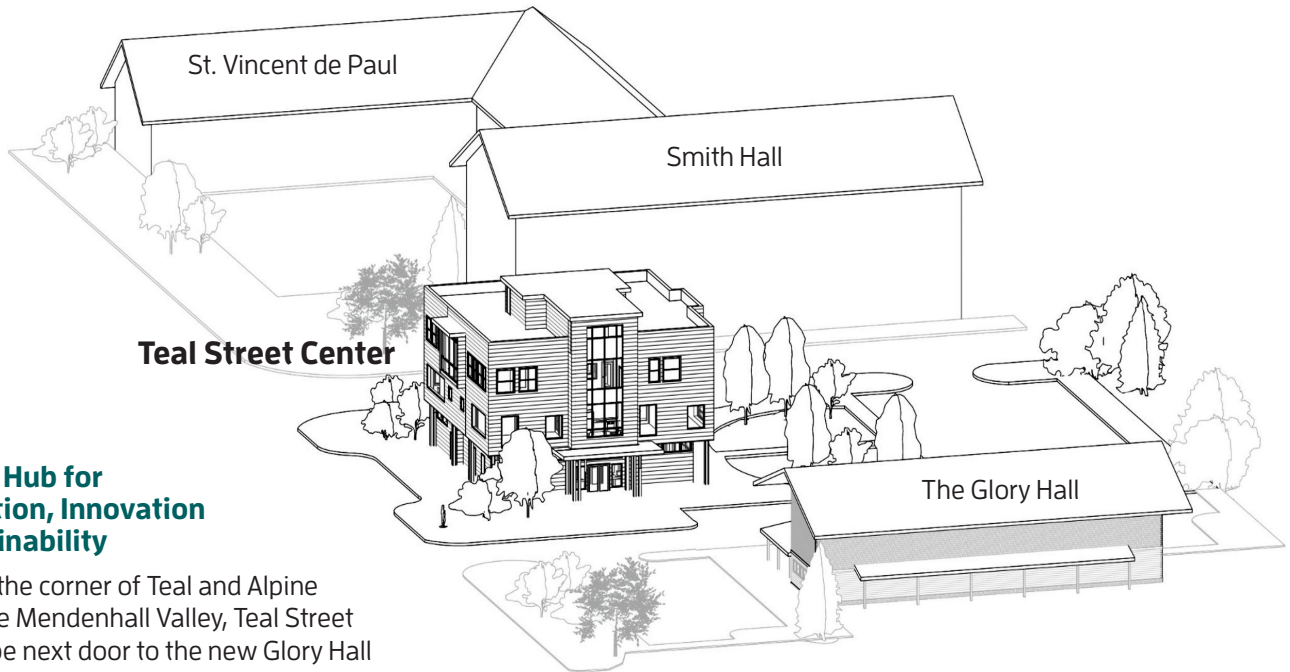 St. Vincent de Paul
Smith Hall
Teal Street Center
The Glory Hall
Hub for
tion, Innovation
inability
the corner of Teal and Alpine
e Mendenhall Valley, Teal Street
be next door to the new Glory Hall